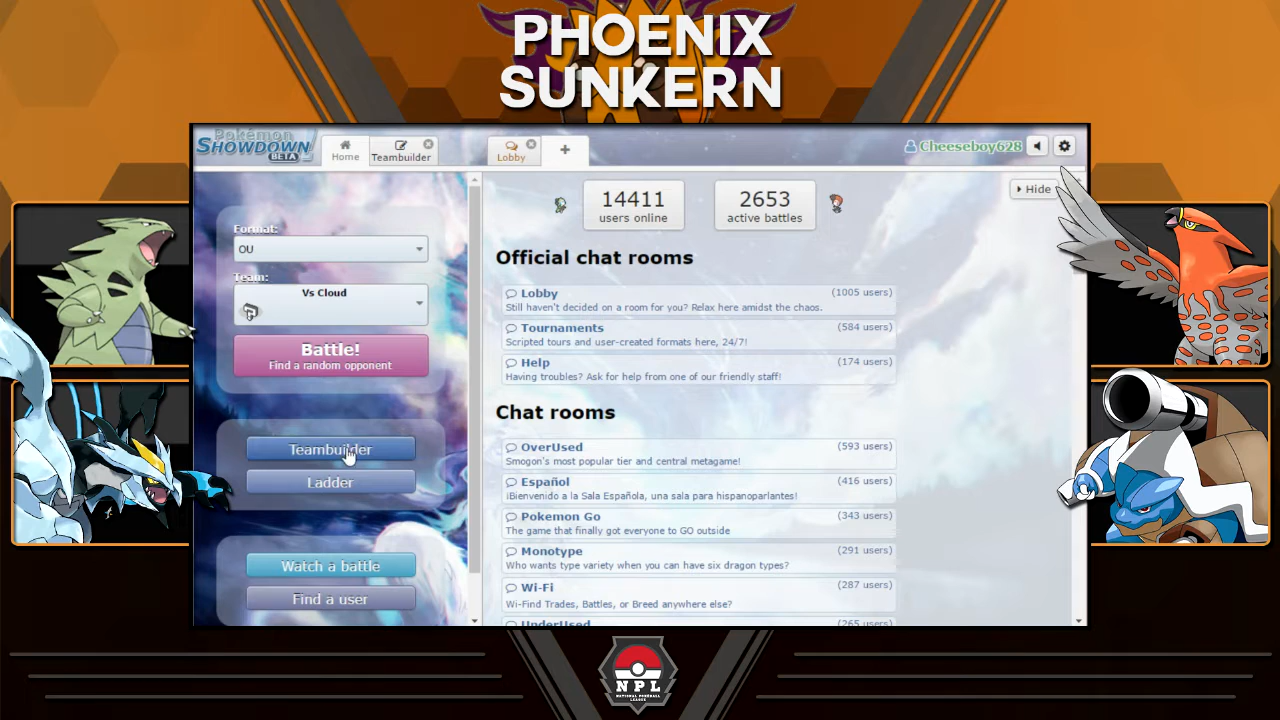 PHOENIX
SUNKERN
Pokémon
SHOWDOWN
BETA
Home
Teambuilder
Lobby
Cheeseboy628
14411
users online
2653
active battles
Hide
Format:
OU
Team:
Vs Cloud
Battle!
Find a random opponent
Teambuilder
Ladder
Watch a battle
Find a user
Official chat rooms
Lobby (1005 users)
Still haven't decided on a room for you? Relax here amidst the chaos.
Tournaments (584 users)
Scripted tours and user-created formats here, 24/7!
Help (174 users)
Having troubles? Ask for help from one of our friendly staff!
Chat rooms
OverUsed (593 users)
Smogon's most popular tier and central metagame!
Español (416 users)
¡Bienvenido a la Sala Española, una sala para hispanoparlantes!
Pokemon Go (343 users)
The game that finally got everyone to GO outside
Monotype (291 users)
Who wants type variety when you can have six dragon types?
Wi-Fi (287 users)
Wi-Find Trades, Battles, or Breed anywhere else?
UnderUsed (265 users)
NPL
NATIONAL POKEMON
LEAGUE